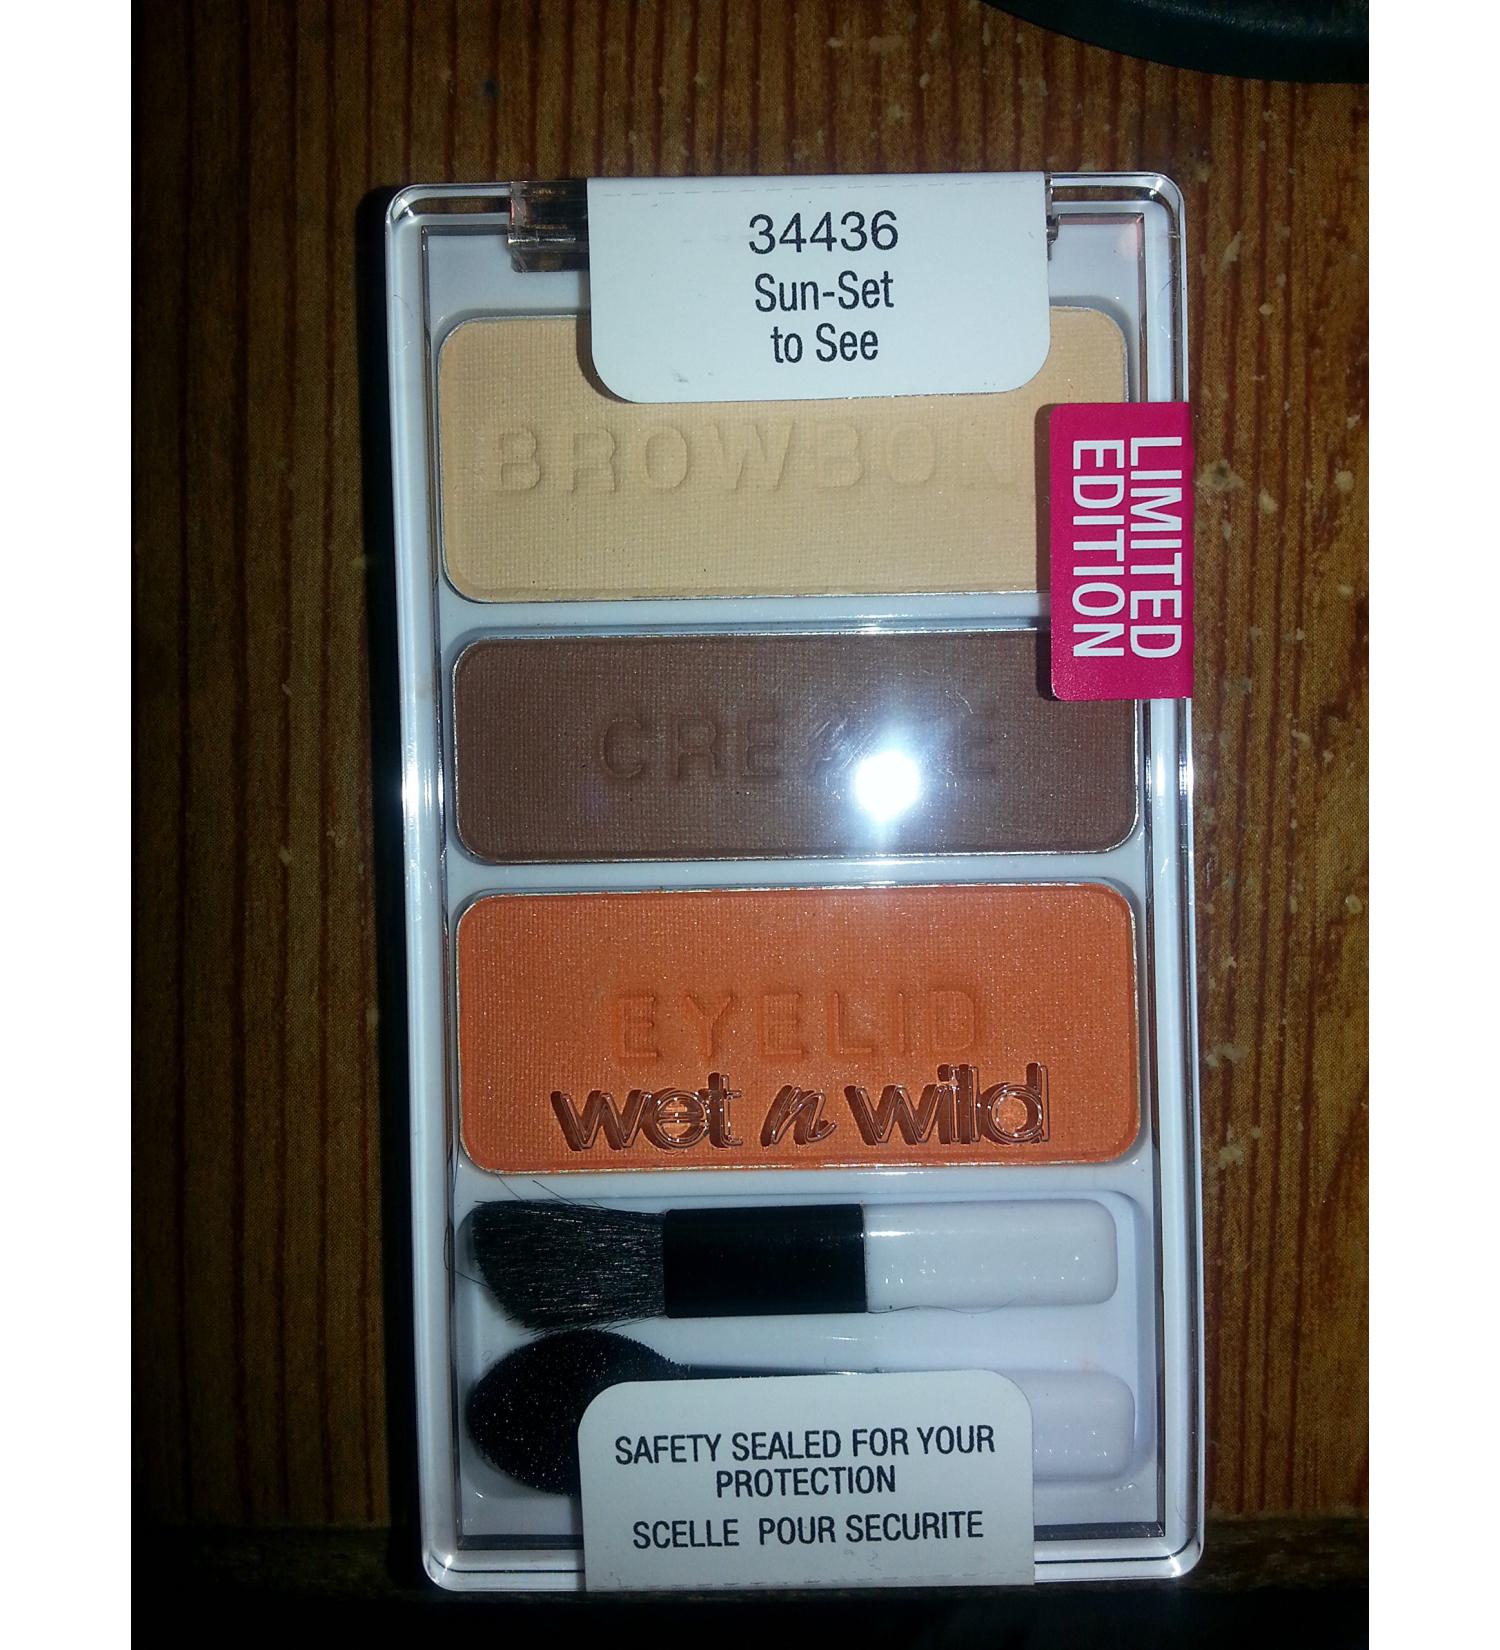 34436
Sun-Set
to See
BROWBON
LIMITED
EDITION
CREASE
EYELID
wet n wild
SAFETY SEALED FOR YOUR
PROTECTION
SCELLE POUR SECURITE